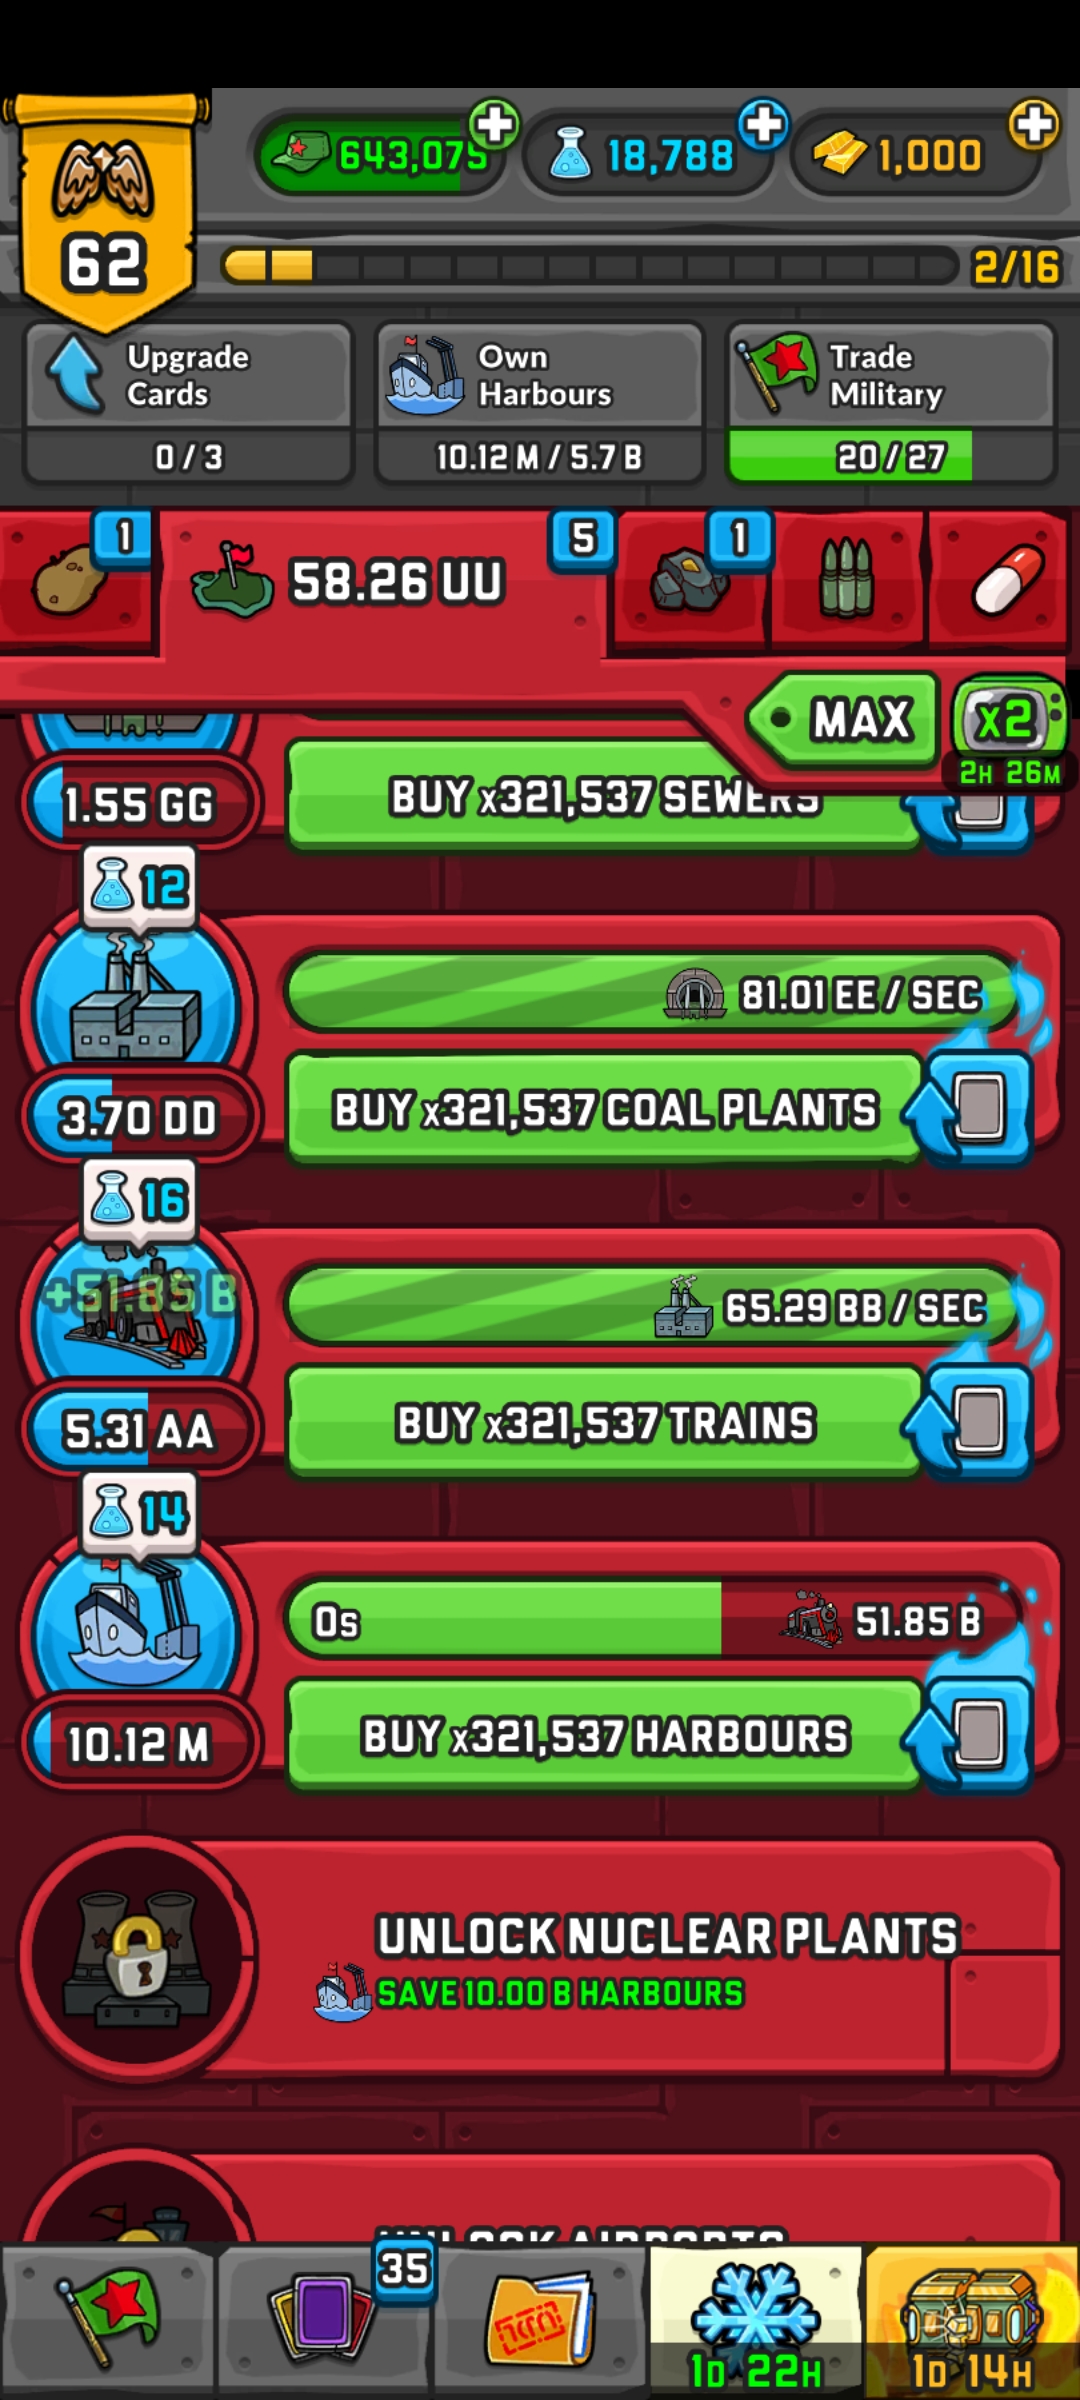 643,075
18,788
1,000
62
2/16
Upgrade
Cards
0 / 3
Own
Harbours
10.12 M / 5.7 B
Trade
Military
20 / 27
1
58.26 UU
5
1
MAX
x2
2H 26M
1.55 GG
BUY x321,537 SEWERS
12
81.01 EE / SEC
3.70 DD
BUY x321,537 COAL PLANTS
16
+51.85 B
65.29 BB / SEC
5.31 AA
BUY x321,537 TRAINS
14
0s
51.85 B
10.12 M
BUY x321,537 HARBOURS
UNLOCK NUCLEAR PLANTS
SAVE 10.00 B HARBOURS
UNLOCK AIRPORTS
35
1D 22H
1D 14H